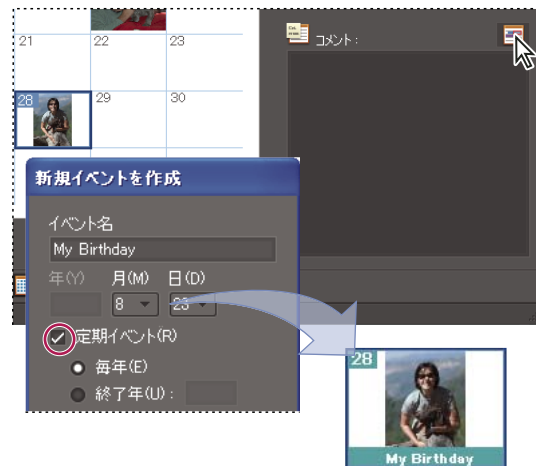 21 22 23
コメント:
28 29 30
新規イベントを作成
イベント名
My Birthday
年(Y) 月(M) 日(D)
8
定期イベント(R)
毎年(E)
終了年(U):
28
My Birthday